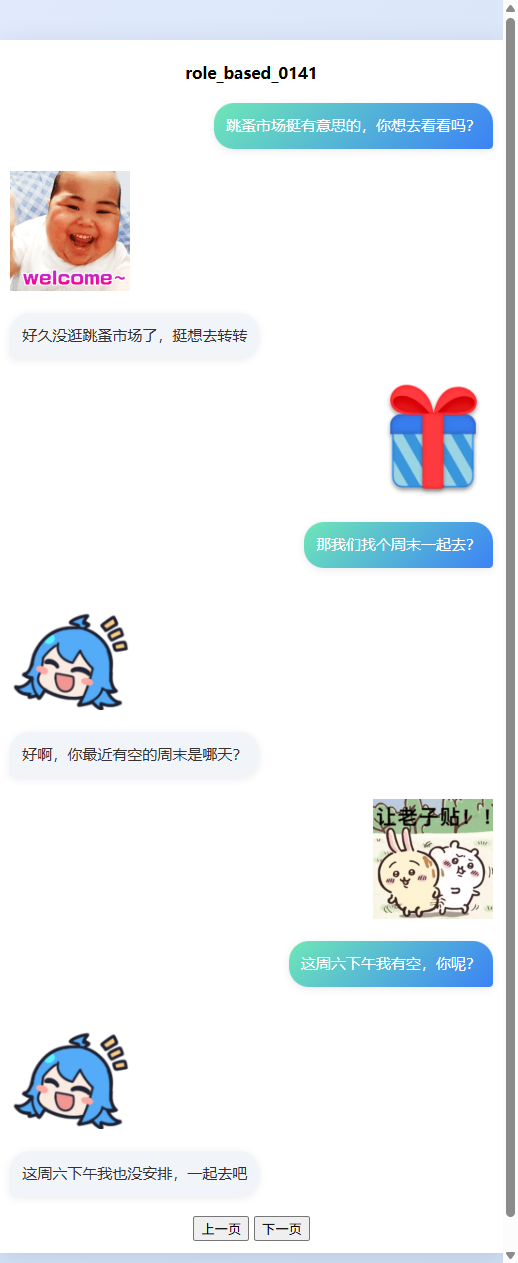 role_based_0141
跳蚤市场挺有意思的，你想去看看吗？
welcome~
好久没逛跳蚤市场了，挺想去转转
那我们找个周末一起去？
好啊，你最近有空的周末是哪天？
让老子贴！！
这周六下午我有空，你呢？
这周六下午我也没安排，一起去吧
上一页 下一页